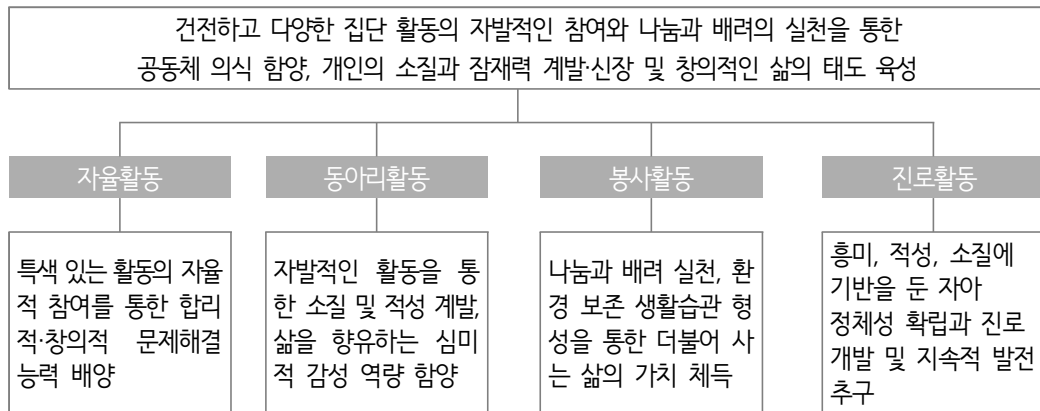 건전하고 다양한 집단 활동의 자발적인 참여와 나눔과 배려의 실천을 통한
공동체 의식 함양, 개인의 소질과 잠재력 계발·신장 및 창의적인 삶의 태도 육성
자율활동
동아리활동
봉사활동
진로활동
특색 있는 활동의 자율
적 참여를 통한 합리
적·창의적 문제해결
능력 배양
자발적인 활동을 통
한 소질 및 적성 계발,
삶을 향유하는 심미
적 감성 역량 함양
나눔과 배려 실천, 환
경 보존 생활습관 형
성을 통한 더불어 사
는 삶의 가치 체득
흥미, 적성, 소질에
기반을 둔 자아
정체성 확립과 진로
개발 및 지속적 발전
추구